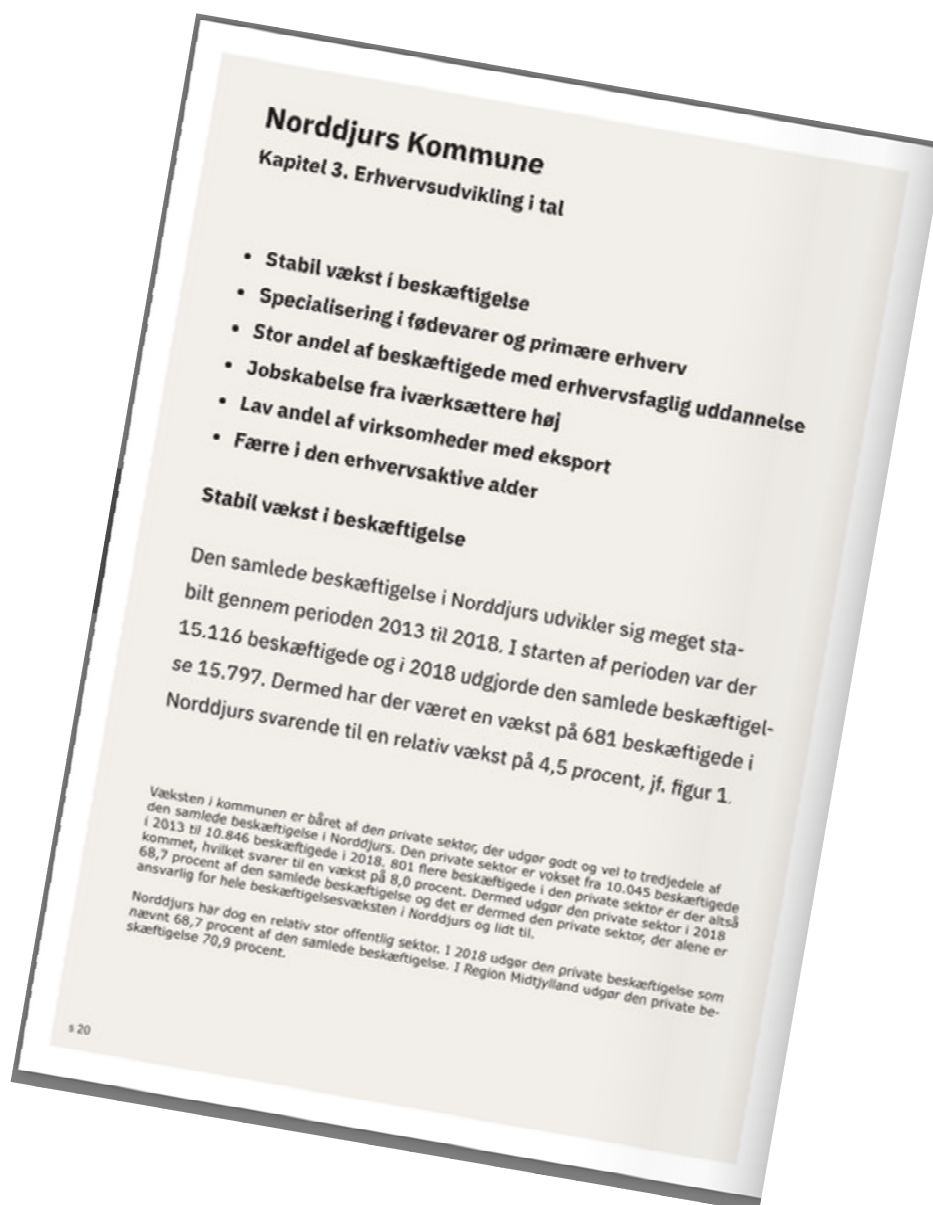 Norddjurs Kommune
Kapitel 3. Erhvervsudvikling i tal
• Stabil vækst i beskæftigelse
• Specialisering i fødevarer og primære erhverv
• Stor andel af beskæftigede med erhvervsfaglig uddannelse
• Jobskabelse fra iværksættere høj
• Lav andel af virksomheder med eksport
• Færre i den erhvervsaktive alder
Stabil vækst i beskæftigelse
Den samlede beskæftigelse i Norddjurs udvikler sig meget sta-
bilt gennem perioden 2013 til 2018. I starten af perioden var der
15.116 beskæftigede og i 2018 udgjorde den samlede beskæftigel-
se 15.797. Dermed har der været en vækst på 681 beskæftigede i
Norddjurs svarende til en relativ vækst på 4,5 procent, jf. figur 1.
Væksten i kommunen er båret af den private sektor, der udgør godt og vel to tredjedele af
den samlede beskæftigelse i Norddjurs. Den private sektor er vokset fra 10.045 beskæftigede
i 2013 til 10.846 beskæftigede i 2018. 801 flere beskæftigede i den private sektor er der altså
kommet, hvilket svarer til en vækst på 8,0 procent. Dermed udgør den private sektor i 2018
68,7 procent af den samlede beskæftigelse og det er dermed den private sektor, der alene er
ansvarlig for hele beskæftigelsesvæksten i Norddjurs og lidt til.
Norddjurs har dog en relativ stor offentlig sektor. I 2018 udgør den private beskæftigelse som
nævnt 68,7 procent af den samlede beskæftigelse. I Region Midtjylland udgør den private be-
skæftigelse 70,9 procent.
s 20